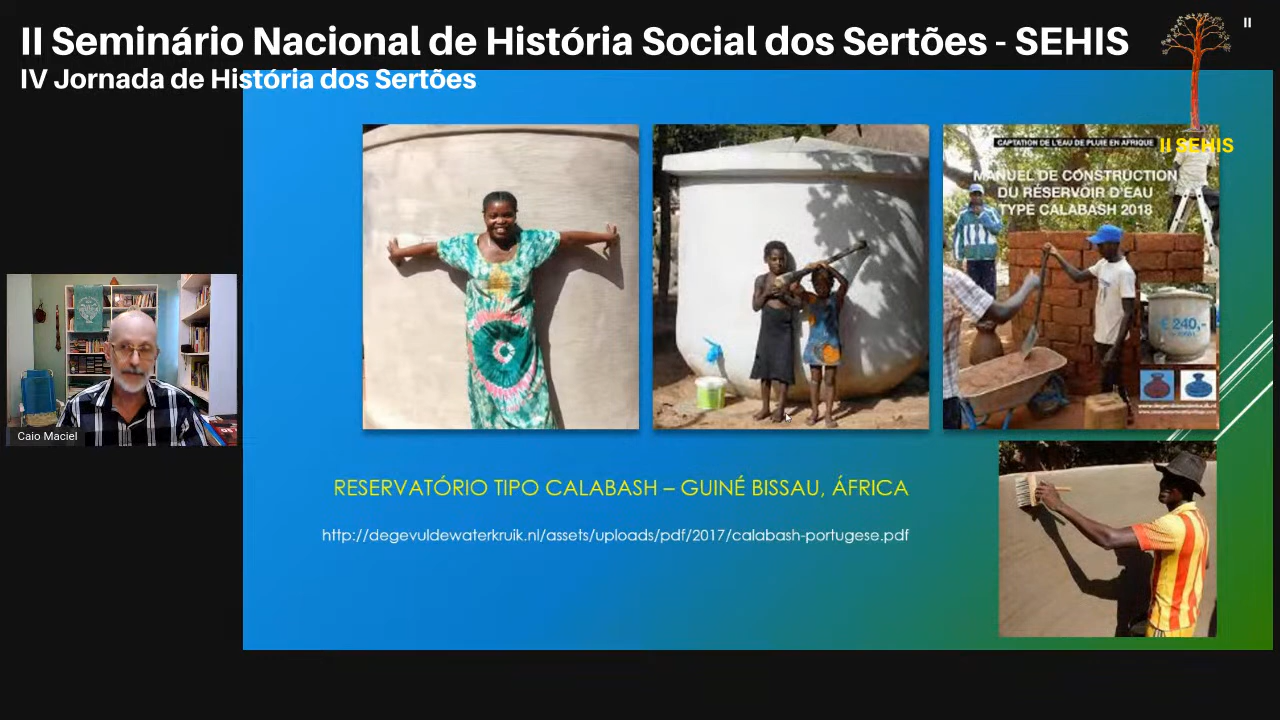 II Seminário Nacional de História Social dos Sertões - SEHIS
IV Jornada de História dos Sertões
II
II SEHIS
CAPTATION DE L'EAU DE PLUIE EN AFRIQUE
MANUEL DE CONSTRUCTION
DU RÉSERVOIR D'EAU
TYPE CALABASH 2018
€ 240,-
Caio Maciel
RESERVATÓRIO TIPO CALABASH – GUINÉ BISSAU, ÁFRICA
http://degevuldewaterkruik.nl/assets/uploads/pdf/2017/calabash-portugese.pdf